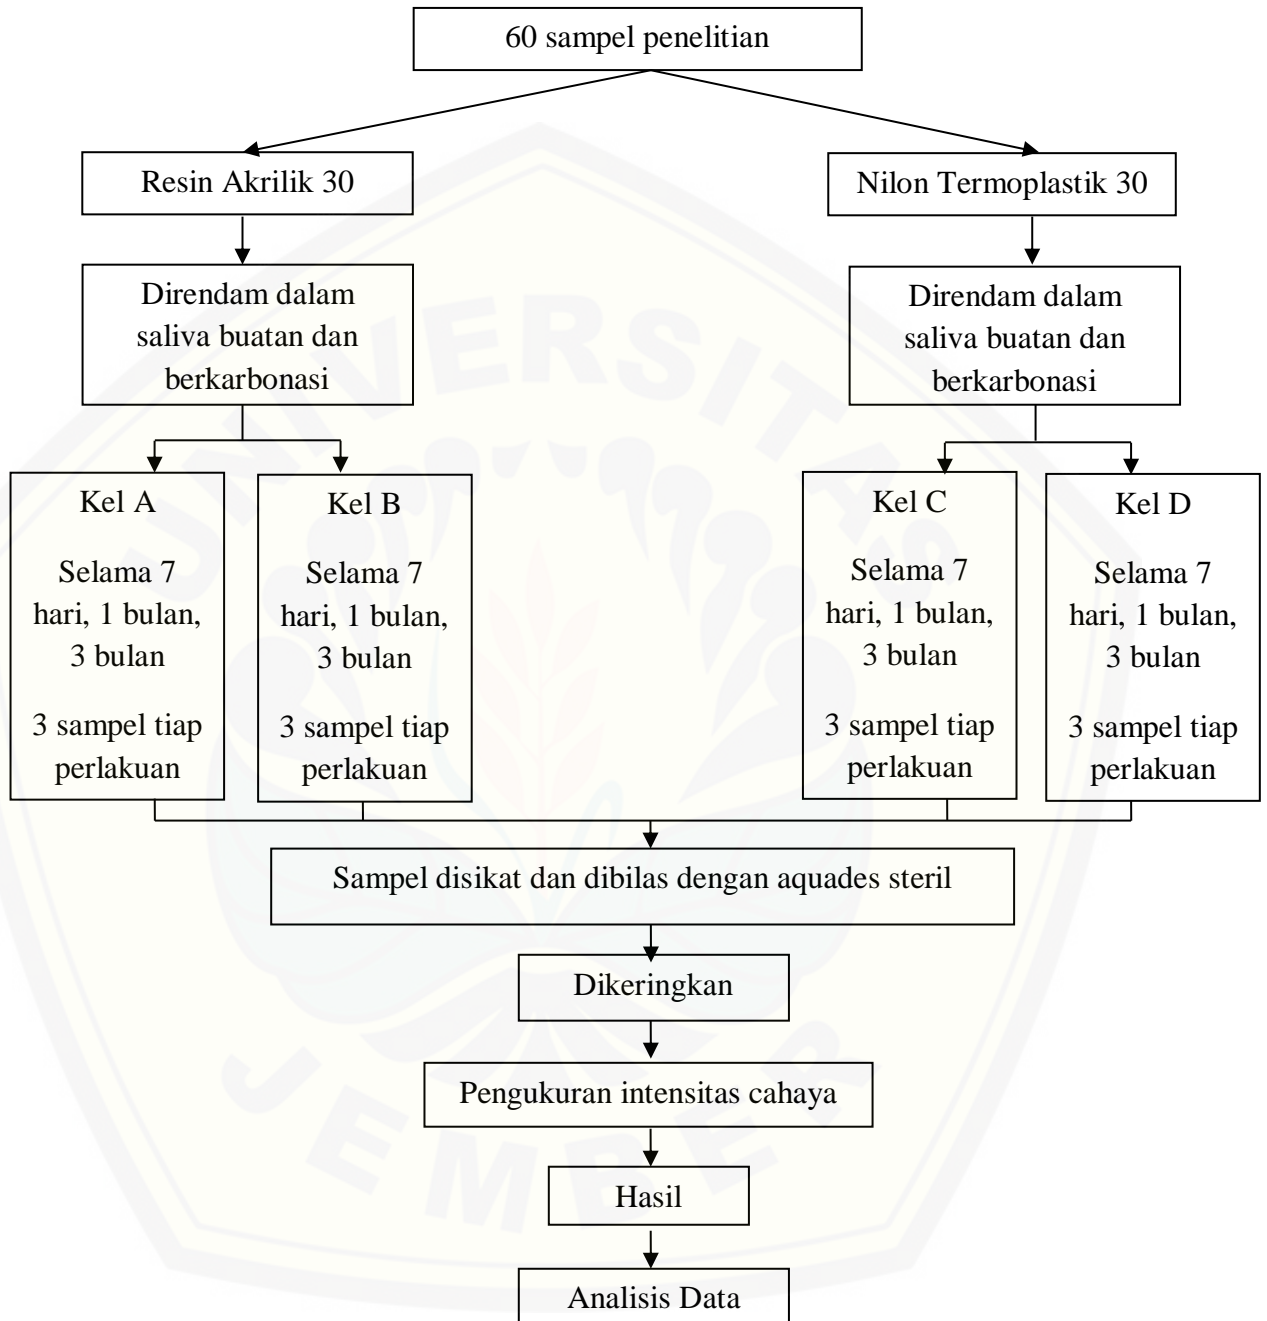 60 sampel penelitian
Resin Akrilik 30
Nilon Termoplastik 30
Direndam dalam
saliva buatan dan
berkarbonasi
Direndam dalam
saliva buatan dan
berkarbonasi
Kel A
Selama 7
hari, 1 bulan,
3 bulan
3 sampel tiap
perlakuan
Kel B
Selama 7
hari, 1 bulan,
3 bulan
3 sampel tiap
perlakuan
Kel C
Selama 7
hari, 1 bulan,
3 bulan
3 sampel tiap
perlakuan
Kel D
Selama 7
hari, 1 bulan,
3 bulan
3 sampel tiap
perlakuan
Sampel disikat dan dibilas dengan aquades steril
Dikeringkan
Pengukuran intensitas cahaya
Hasil
Analisis Data
UNIVERSITAS
JEMBER